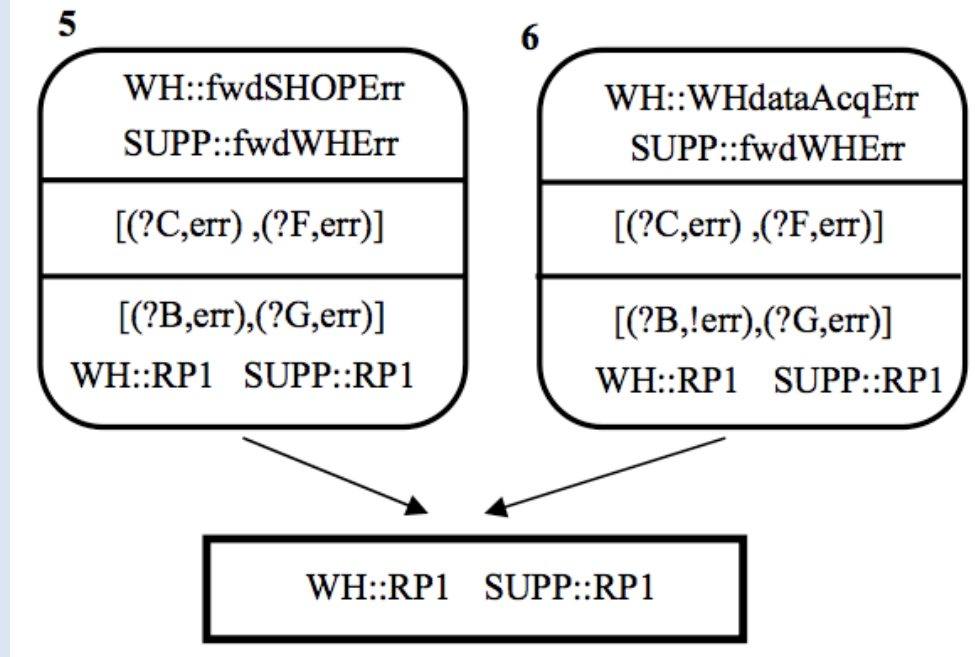 5
WH::fwdSHOPErr
SUPP::fwdWHErr
[(?C,err) ,(?F,err)]
[(?B,err),(?G,err)]
WH::RP1 SUPP::RP1
6
WH::WHdataAcqErr
SUPP::fwdWHErr
[(?C,err) ,(?F,err)]
[(?B,!err),(?G,err)]
WH::RP1 SUPP::RP1
WH::RP1 SUPP::RP1